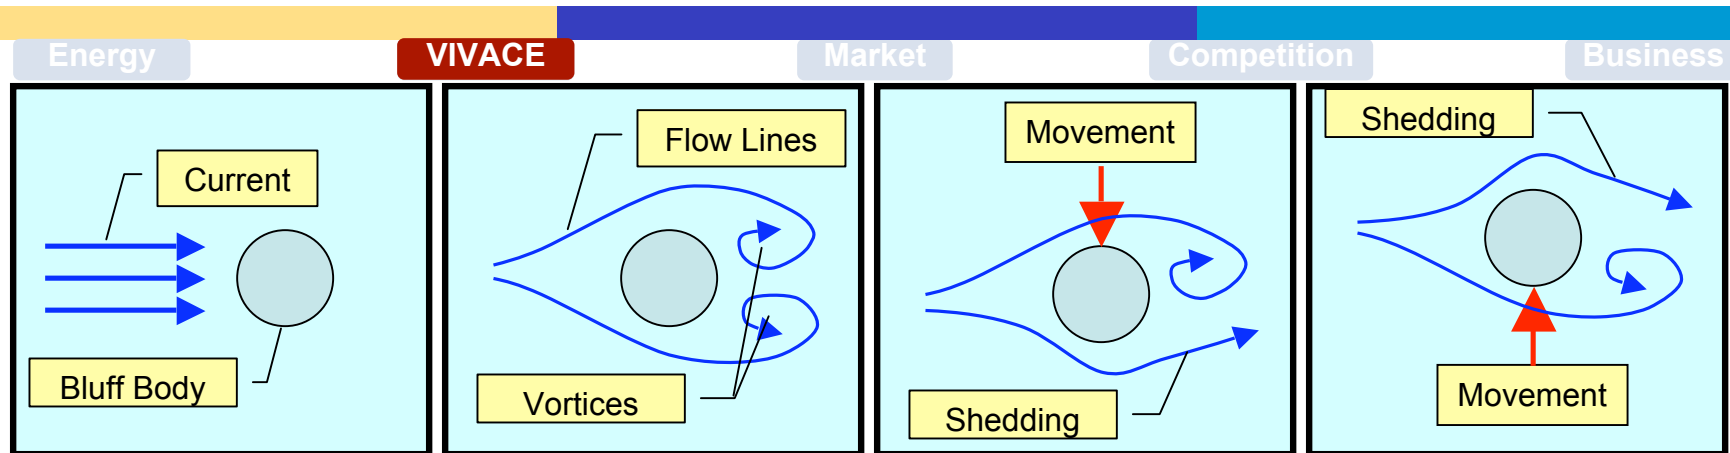 Energy
VIVACE
Market
Competition
Business
Current
Bluff Body
Flow Lines
Vortices
Movement
Shedding
Shedding
Movement